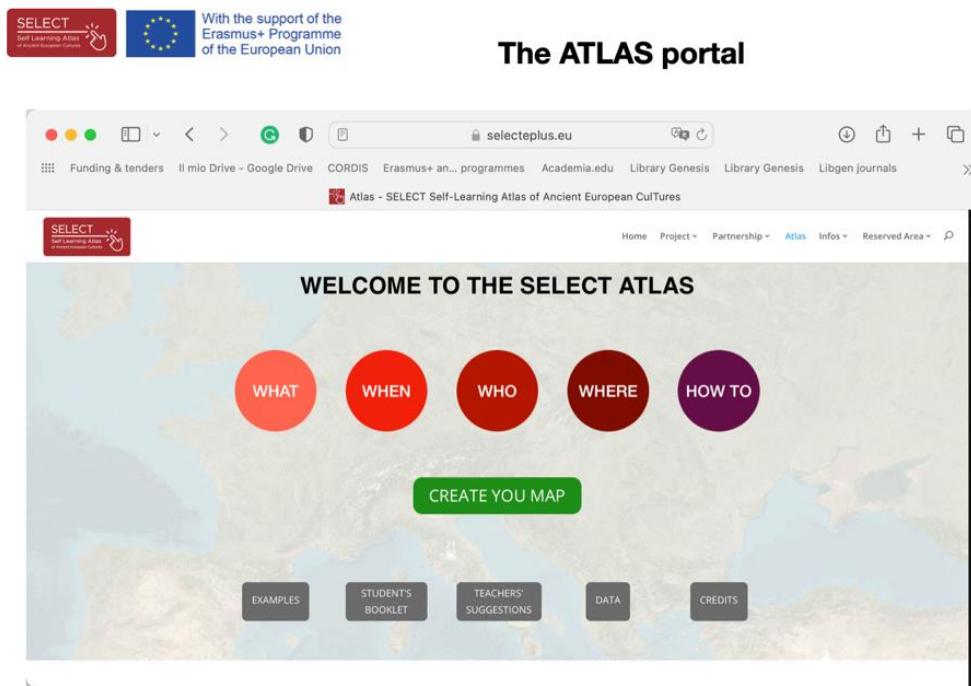 SELECT
Self Learning Atlas
of Ancient European Cultures
With the support of the
Erasmus+ Programme
of the European Union
The ATLAS portal
selecteplus.eu
Funding & tenders Il mio Drive - Google Drive CORDIS Erasmus+ an... programmes Academia.edu Library Genesis Library Genesis Libgen journals
Atlas - SELECT Self-Learning Atlas of Ancient European CulTures
SELECT
Self Learning Atlas
of Ancient European Cultures
Home Project Partnership Atlas Infos Reserved Area
WELCOME TO THE SELECT ATLAS
WHAT WHEN WHO WHERE HOW TO
CREATE YOU MAP
EXAMPLES STUDENT'S BOOKLET TEACHERS' SUGGESTIONS DATA CREDITS